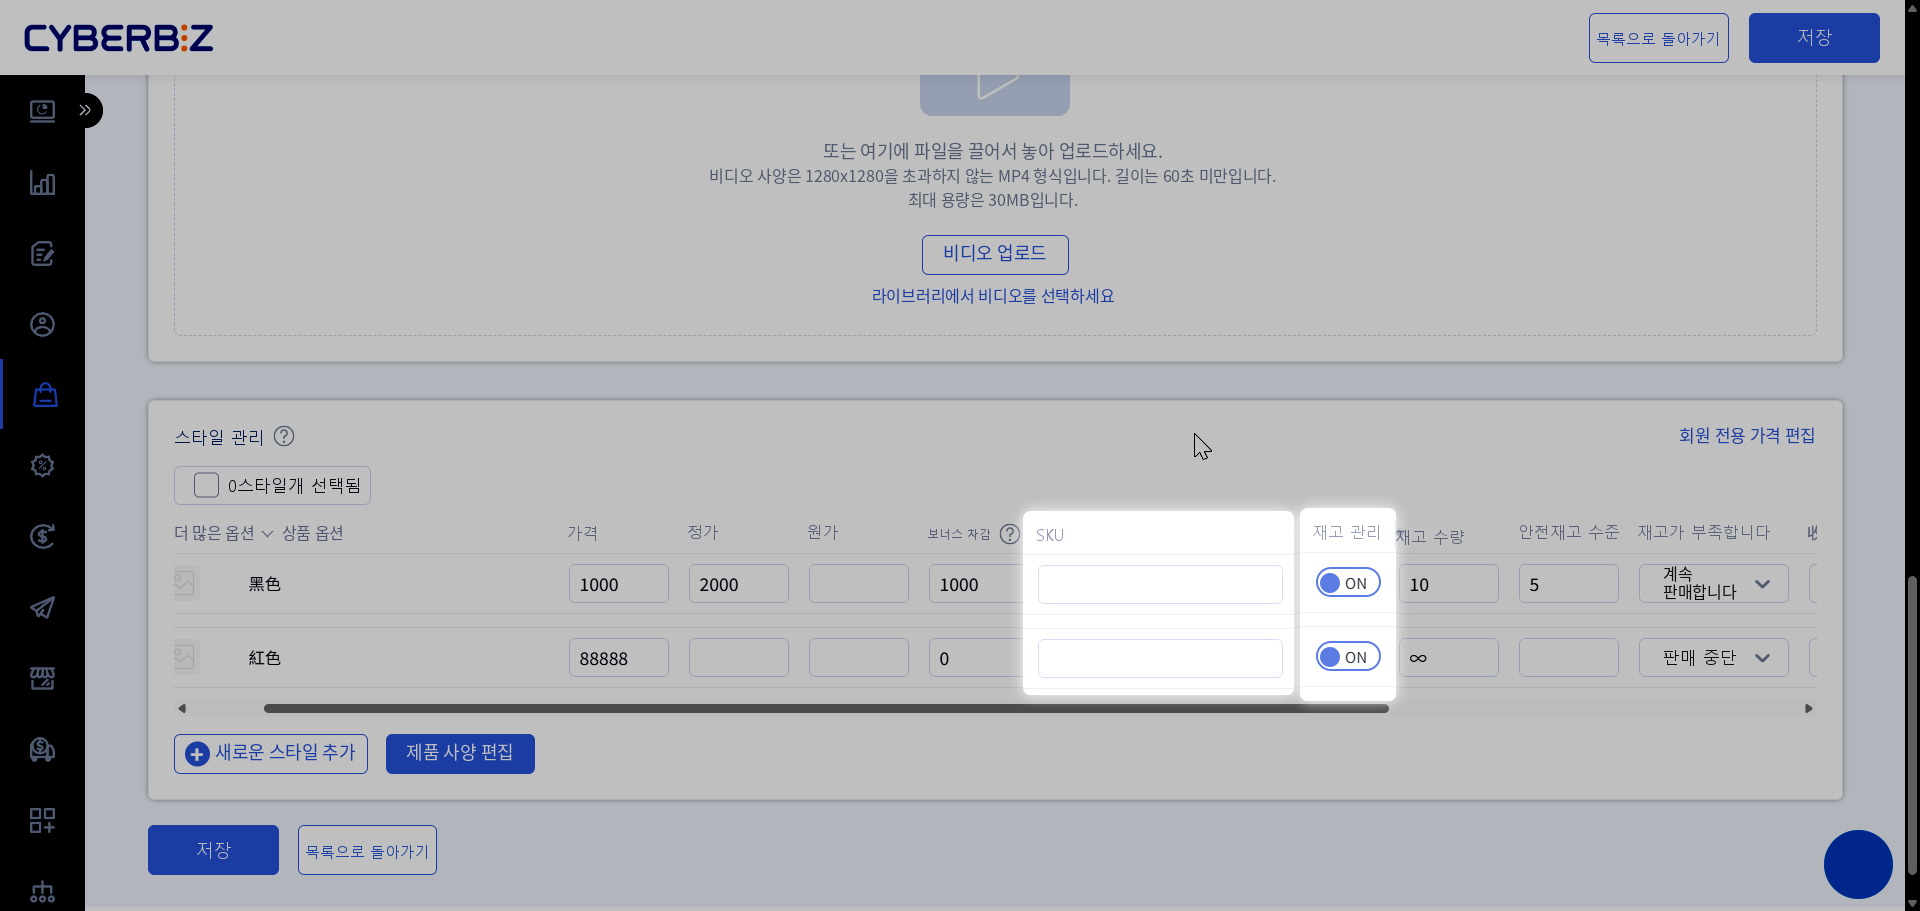 CYBERBIZ
목록으로 돌아가기
저장
또는 여기에 파일을 끌어서 놓아 업로드하세요.
비디오 사양은 1280x1280을 초과하지 않는 MP4 형식입니다. 길이는 60초 미만입니다.
최대 용량은 30MB입니다.
비디오 업로드
라이브러리에서 비디오를 선택하세요
스타일 관리
회원 전용 가격 편집
0스타일개 선택됨
더 많은 옵션 상품 옵션 가격 정가 원가 보너스 차감 SKU 재고 관리 재고 수량 안전재고 수준 재고가 부족합니다
黑色 1000 2000 1000 ON 10 5 계속 판매합니다
紅色 88888 0 ON ∞ 판매 중단
새로운 스타일 추가
제품 사양 편집
저장
목록으로 돌아가기